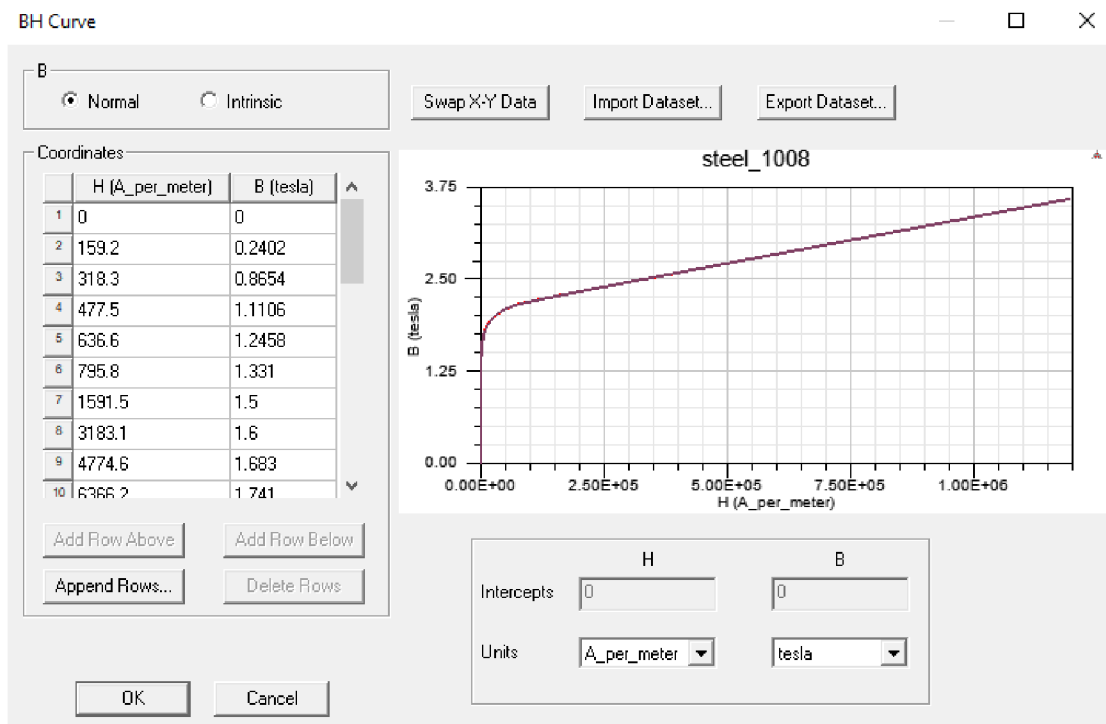 BH Curve
B
Normal Intrinsic
Swap X-Y Data Import Dataset... Export Dataset...
Coordinates
H (A_per_meter) B (tesla)
1 0 0
2 159.2 0.2402
3 318.3 0.8654
4 477.5 1.1106
5 636.6 1.2458
6 795.8 1.331
7 1591.5 1.5
8 3183.1 1.6
9 4774.6 1.683
10 6366.2 1.741
Add Row Above Add Row Below
Append Rows... Delete Rows
OK Cancel
steel_1008
3.75
2.50
1.25
0.00
B (tesla)
0.00E+00 2.50E+05 5.00E+05 7.50E+05 1.00E+06
H (A_per_meter)
H B
Intercepts 0 0
Units A_per_meter tesla